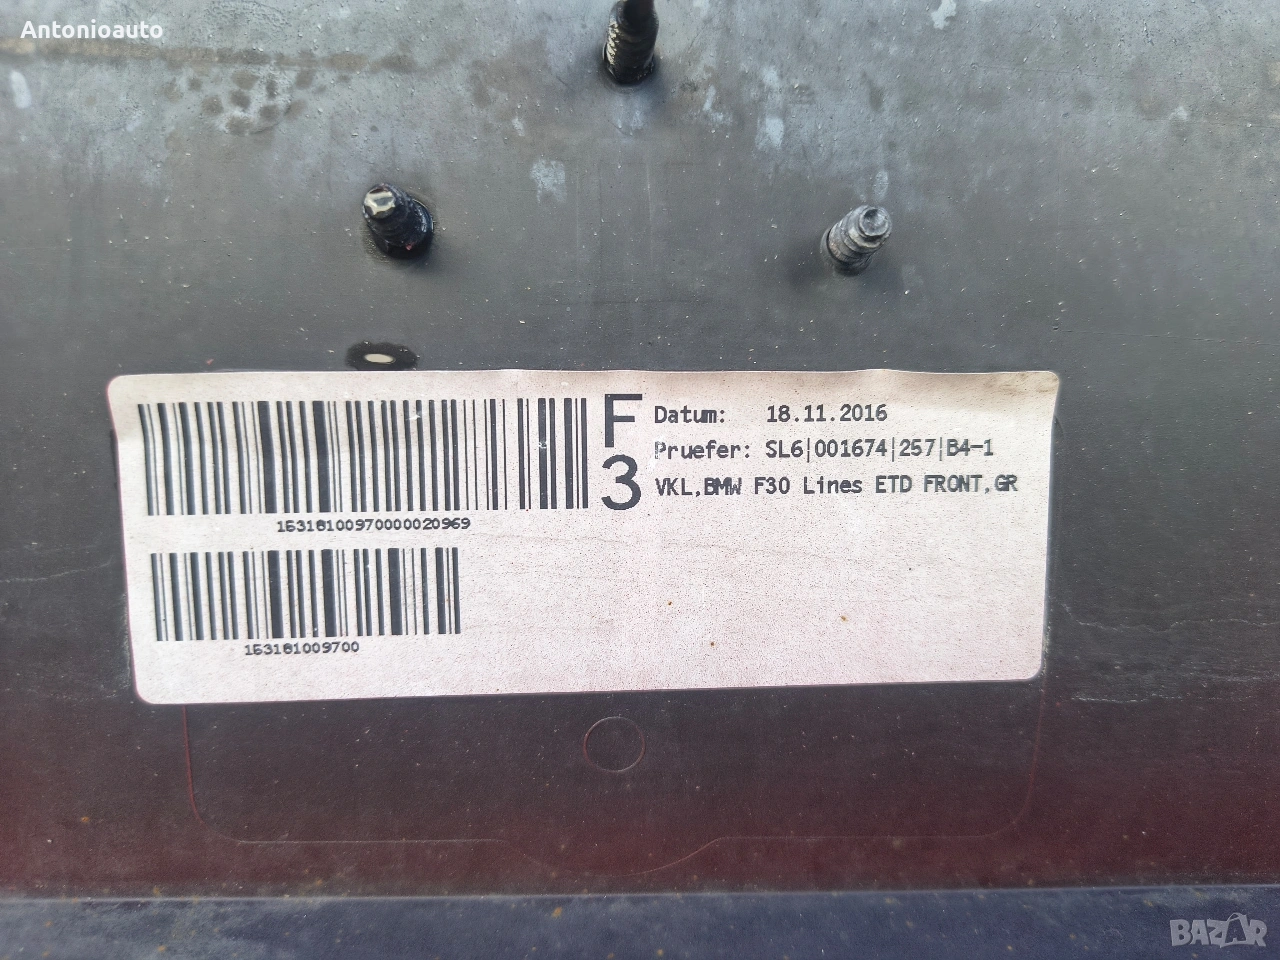 Antonioauto
F
3
Datum: 18.11.2016
Pruefer: SL6|001674|257|B4-1
VKL,BMW F30 Lines ETD FRONT,GR
15318100970000020969
153181009700
BAZAR